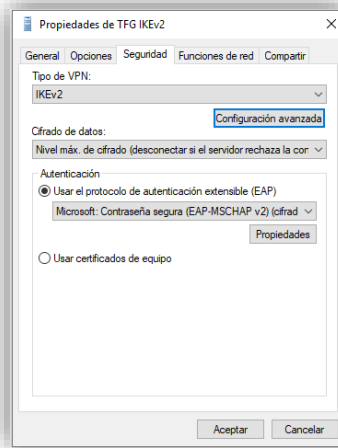 Propiedades de TFG IKEv2
General Opciones Seguridad Funciones de red Compartir
Tipo de VPN:
IKEv2
Configuración avanzada
Cifrado de datos:
Nivel máx. de cifrado (desconectar si el servidor rechaza la cor
Autenticación
Usar el protocolo de autenticación extensible (EAP)
Microsoft: Contraseña segura (EAP-MSCHAP v2) (cifrad
Propiedades
Usar certificados de equipo
Aceptar Cancelar